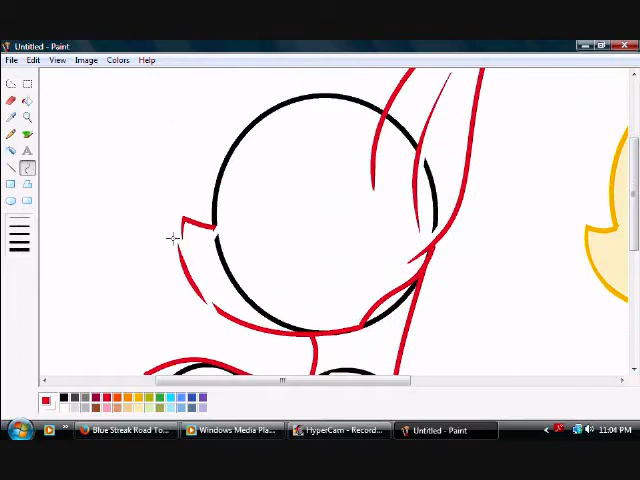 Untitled - Paint
File Edit View Image Colors Help
Blue Streak Road To... Windows Media Pla... HyperCam - Record... Untitled - Paint 11:04 PM